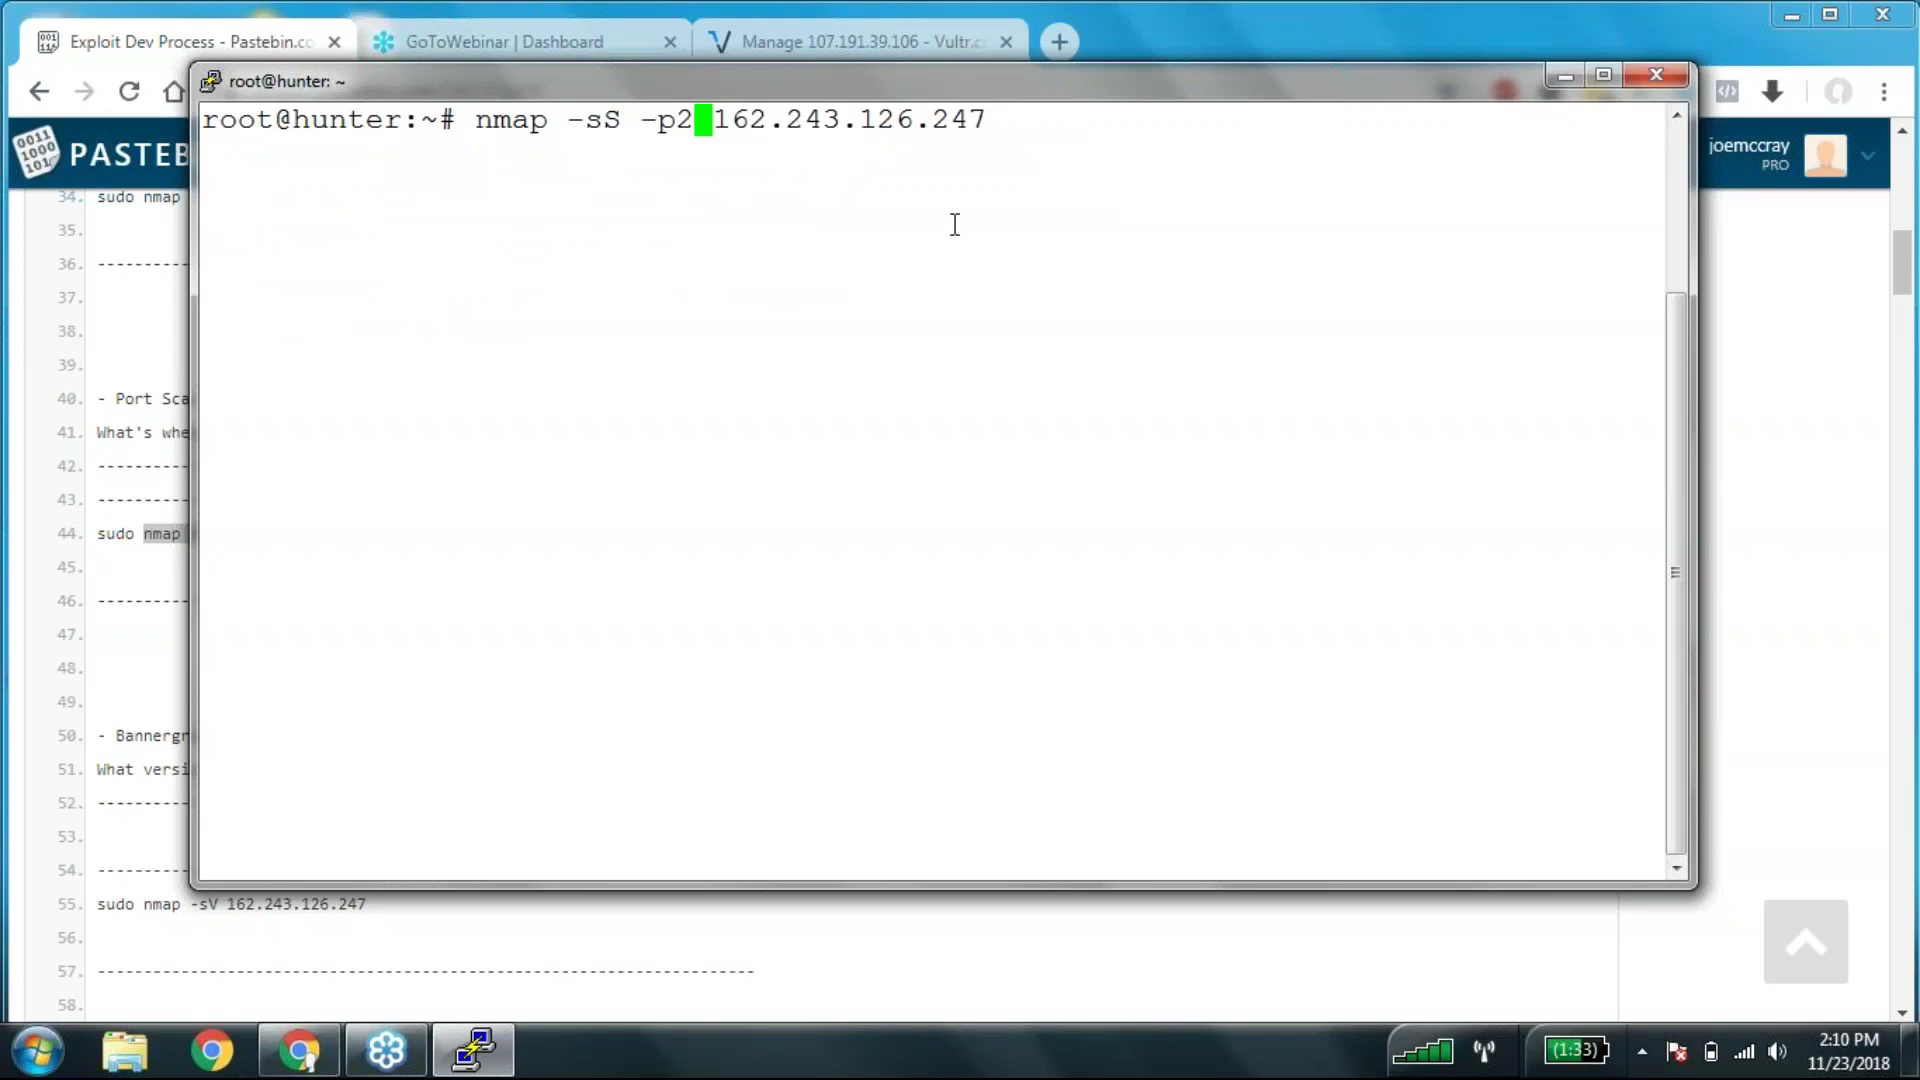 Exploit Dev Process - Pastebin.co
GoToWebinar | Dashboard
Manage 107.191.39.106 - Vultr.c
root@hunter: ~
root@hunter:~# nmap -sS -p2 162.243.126.247
PASTEB
joemccray
PRO
34. sudo nmap
35.
36. ----------
37.
38.
39.
40. - Port Sca
41. What's whe
42. ----------
43. ----------
44. sudo nmap
45.
46. ----------
47.
48.
49.
50. - Bannergr
51. What versi
52. ----------
53.
54. ----------
55. sudo nmap -sV 162.243.126.247
56.
57. -----------------------------------------------------------------------
58.
(1:33)
2:10 PM
11/23/2018